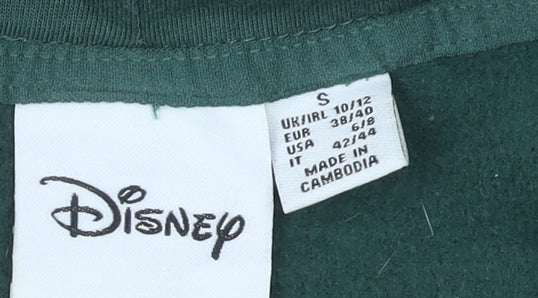 S
UK/IRL 10/12
EUR 38/40
USA 6/8
IT 42/44
MADE IN
CAMBODIA
Disney